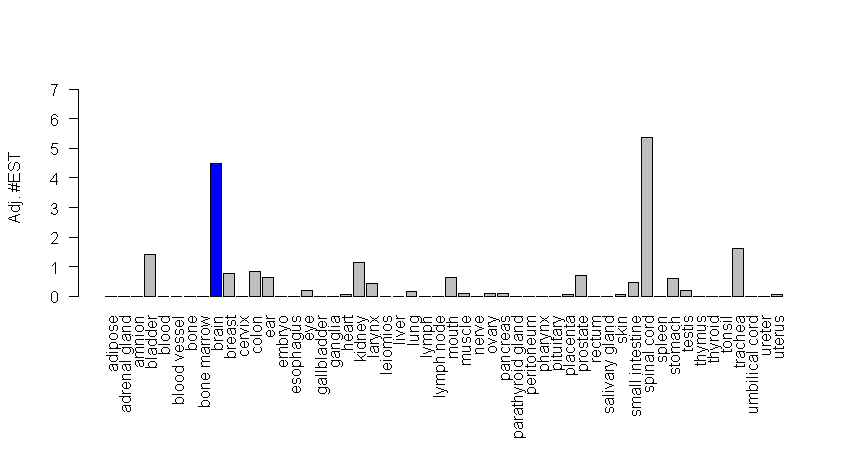 7
6
5
4
3
2
1
0
Adj. #EST
adipose
adrenal gland
amnion
bladder
blood
blood vessel
bone
bone marrow
brain
breast
cervix
colon
ear
embryo
esophagus
eye
gallbladder
ganglia
heart
kidney
larynx
leiomios
liver
lung
lymph
lymph node
mouth
muscle
nerve
ovary
pancreas
parathyroid gland
peritoneum
pharynx
pituitary
placenta
prostate
rectum
salivary gland
skin
small intestine
spinal cord
spleen
stomach
testis
thymus
thyroid
tonsil
trachea
umbilical cord
ureter
uterus